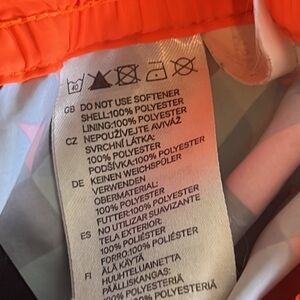 40
GB DO NOT USE SOFTENER
SHELL:100% POLYESTER
LINING:100% POLYESTER
CZ NEPOUŽÍVEJTE AVIVÁŽ
SVRCHNÍ LÁTKA:
100% POLYESTER
PODŠÍVKA:100% POLYESTER
DE KEINEN WEICHSPÜLER
VERWENDEN
OBERMATERIAL:
100% POLYESTER
FUTTER:100% POLYESTER
ES NO UTILIZAR SUAVIZANTE
TELA EXTERIOR:
100% POLIÉSTER
FORRO:100% POLIÉSTER
FI ÄLÄ KÄYTÄ
HUUHTELUAINETTA
PÄÄLLISKANGAS: